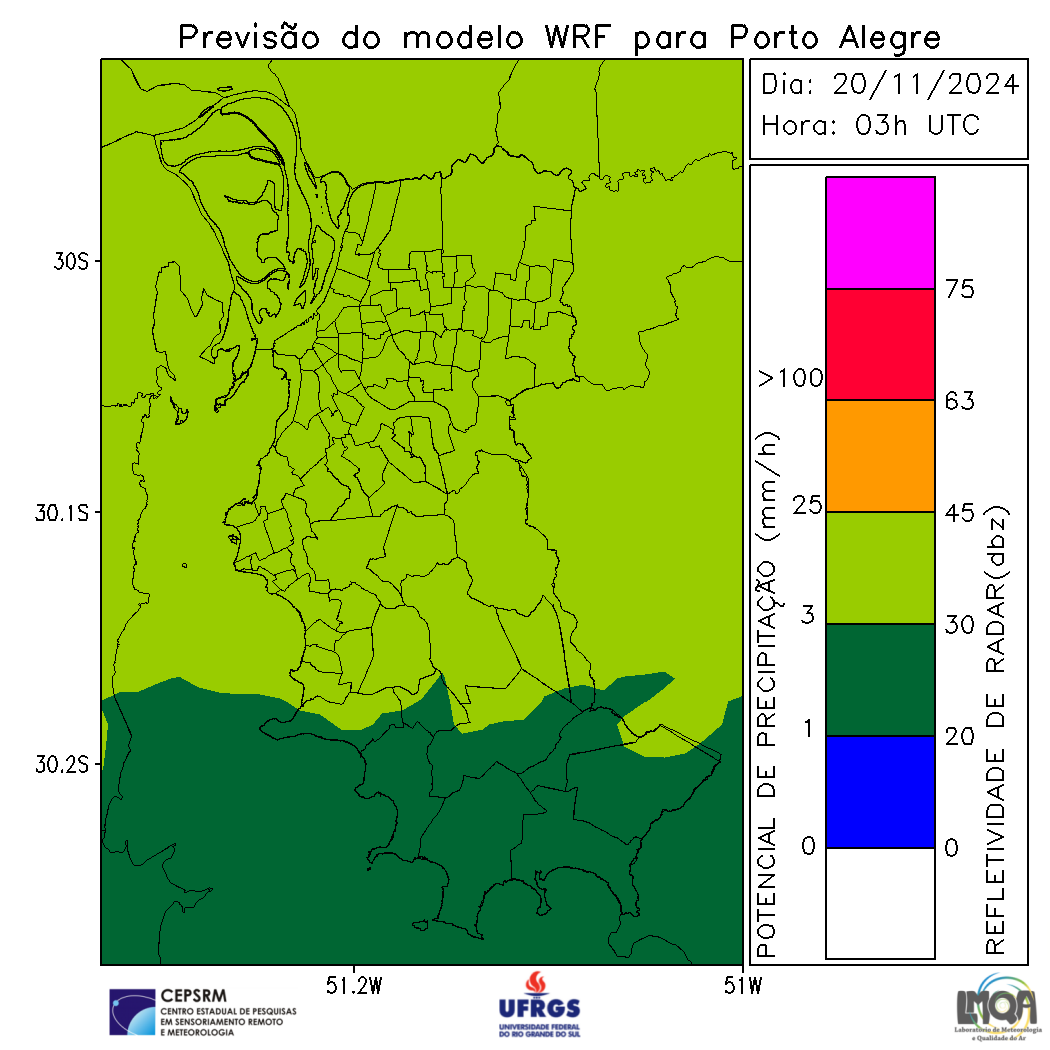 Previsão do modelo WRF para Porto Alegre
Dia: 20/11/2024
Hora: 03h UTC
30S
30.1S
30.2S
51.2W
51W
POTENCIAL DE PRECIPITAÇÃO (mm/h)
>100
25
3
1
0
75
63
45
30
20
0
REFLETIVIDADE DE RADAR(dbz)
CEPSRM
CENTRO ESTADUAL DE PESQUISAS
EM SENSORIAMENTO REMOTO
E METEOROLOGIA
UFRGS
UNIVERSIDADE FEDERAL
DO RIO GRANDE DO SUL
LMQA
Laboratório de Meteorologia
e Qualidade do Ar